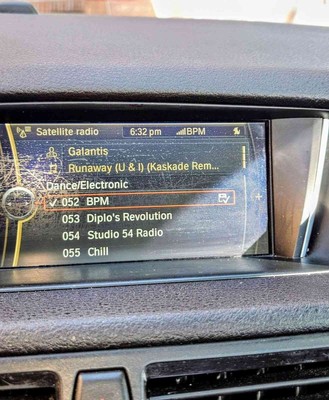 Satellite radio 6:32 pm BPM
Galantis
Runaway (U & I) (Kaskade Rem...
Dance/Electronic
052 BPM
053 Diplo's Revolution
054 Studio 54 Radio
055 Chill